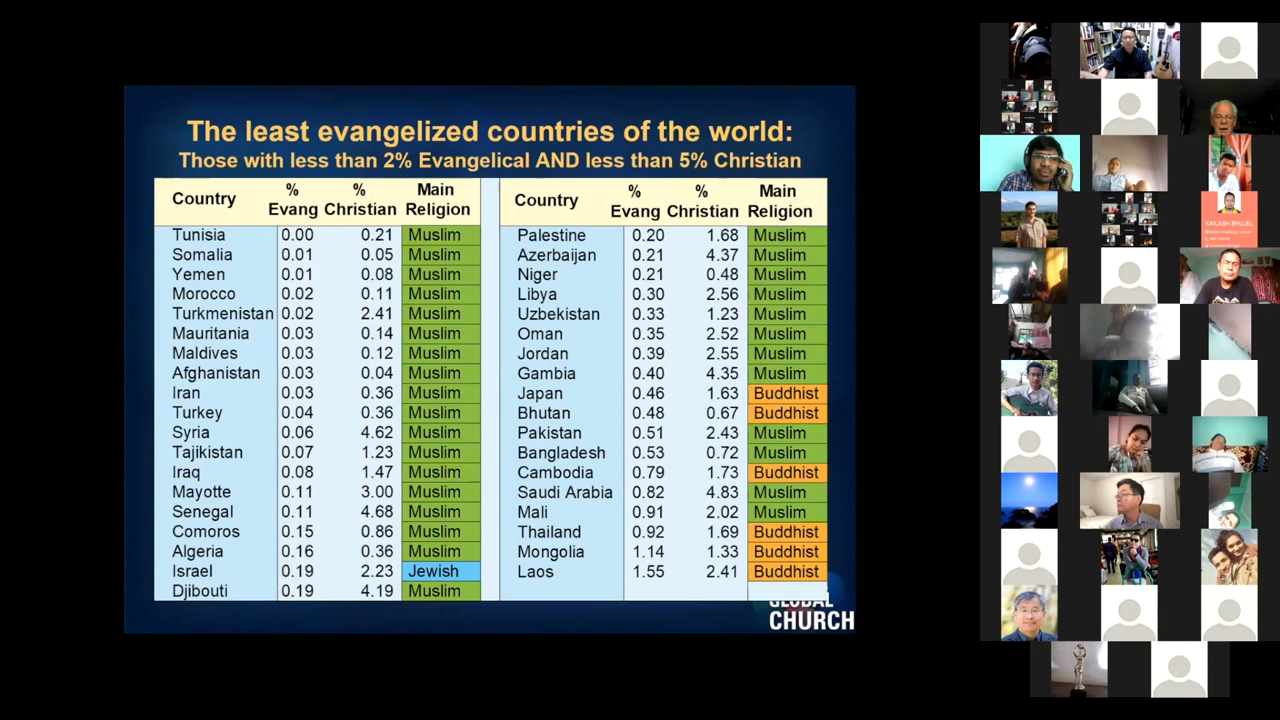 The least evangelized countries of the world:
Those with less than 2% Evangelical AND less than 5% Christian
Country % Evang % Christian Main Religion
Tunisia 0.00 0.21 Muslim
Somalia 0.01 0.05 Muslim
Yemen 0.01 0.08 Muslim
Morocco 0.02 0.11 Muslim
Turkmenistan 0.02 2.41 Muslim
Mauritania 0.03 0.14 Muslim
Maldives 0.03 0.12 Muslim
Afghanistan 0.03 0.04 Muslim
Iran 0.03 0.36 Muslim
Turkey 0.04 0.36 Muslim
Syria 0.06 4.62 Muslim
Tajikistan 0.07 1.23 Muslim
Iraq 0.08 1.47 Muslim
Mayotte 0.11 3.00 Muslim
Senegal 0.11 4.68 Muslim
Comoros 0.15 0.86 Muslim
Algeria 0.16 0.36 Muslim
Israel 0.19 2.23 Jewish
Djibouti 0.19 4.19 Muslim
Country % Evang % Christian Main Religion
Palestine 0.20 1.68 Muslim
Azerbaijan 0.21 4.37 Muslim
Niger 0.21 0.48 Muslim
Libya 0.30 2.56 Muslim
Uzbekistan 0.33 1.23 Muslim
Oman 0.35 2.52 Muslim
Jordan 0.39 2.55 Muslim
Gambia 0.40 4.35 Muslim
Japan 0.46 1.63 Buddhist
Bhutan 0.48 0.67 Buddhist
Pakistan 0.51 2.43 Muslim
Bangladesh 0.53 0.72 Muslim
Cambodia 0.79 1.73 Buddhist
Saudi Arabia 0.82 4.83 Muslim
Mali 0.91 2.02 Muslim
Thailand 0.92 1.69 Buddhist
Mongolia 1.14 1.33 Buddhist
Laos 1.55 2.41 Buddhist
GLOBAL
CHURCH
KAILASH BHUJEL